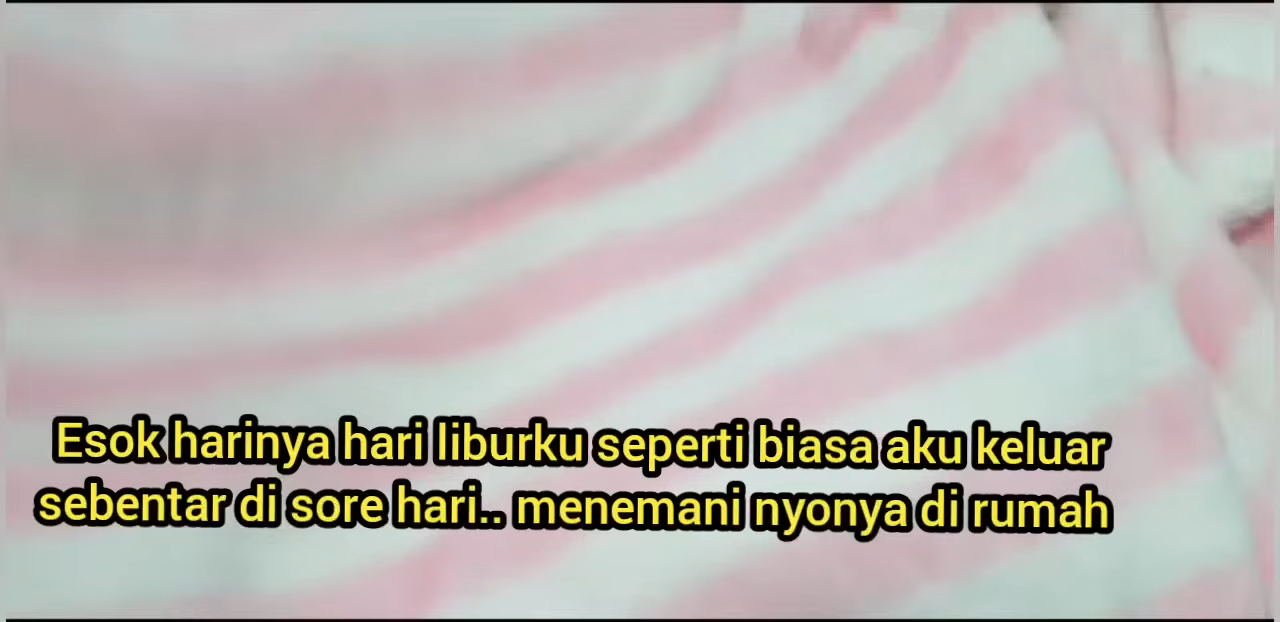 Esok harinya hari liburku seperti biasa aku keluar
sebentar di sore hari.. menemani nyonya di rumah